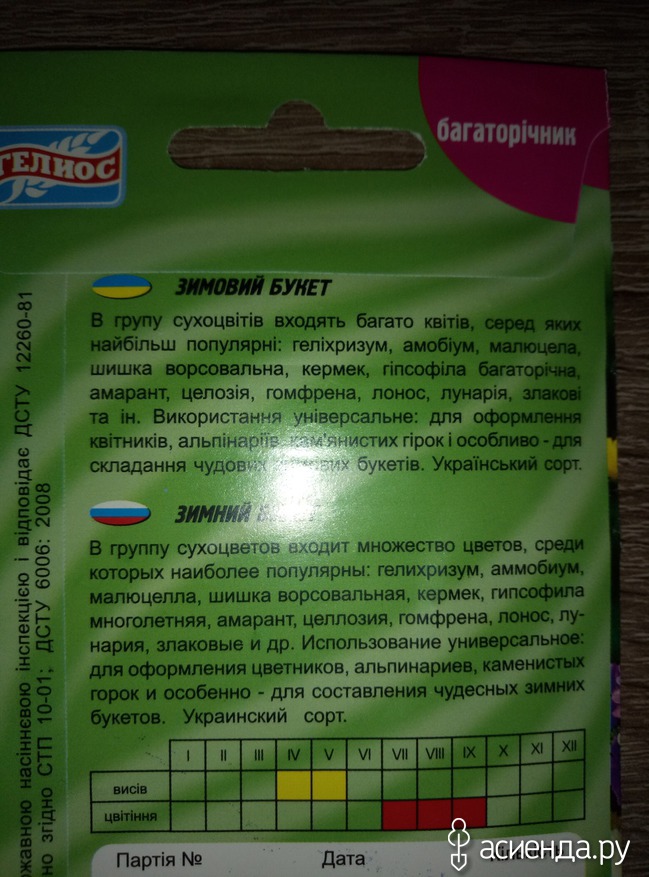 багаторічник
ГЕЛИОС
ЗИМОВИЙ БУКЕТ
В групу сухоцвітів входять багато квітів, серед яких
найбільш популярні: геліхризум, амобіум, малюцела,
шишка ворсовальна, кермек, гіпсофіла багаторічна,
амарант, целозія, гомфрена, лонос, лунарія, злакові
та ін. Використання універсальне: для оформлення
квітників, альпінаріїв, кам'янистих гірок і особливо - для
складання чудових букетів. Український сорт.
ЗИМНИЙ
В группу сухоцветов входит множество цветов, среди
которых наиболее популярны: гелихризум, аммобиум,
малюцелла, шишка ворсовальная, кермек, гипсофила
многолетняя, амарант, целлозия, гомфрена, лонос, лу-
нария, злаковые и др. Использование универсальное:
для оформления цветников, альпинариев, каменистых
горок и особенно - для составления чудесных зимних
букетов. Украинский сорт.
I II III IV V VI VII VIII IX X XI XII
висів
цвітіння
Партія № Дата
насіннєвою інспекцією і відповідає ДСТУ 12260-81
згідно СТП 10-01; ДСТУ 6006: 2008
асиенда.ру